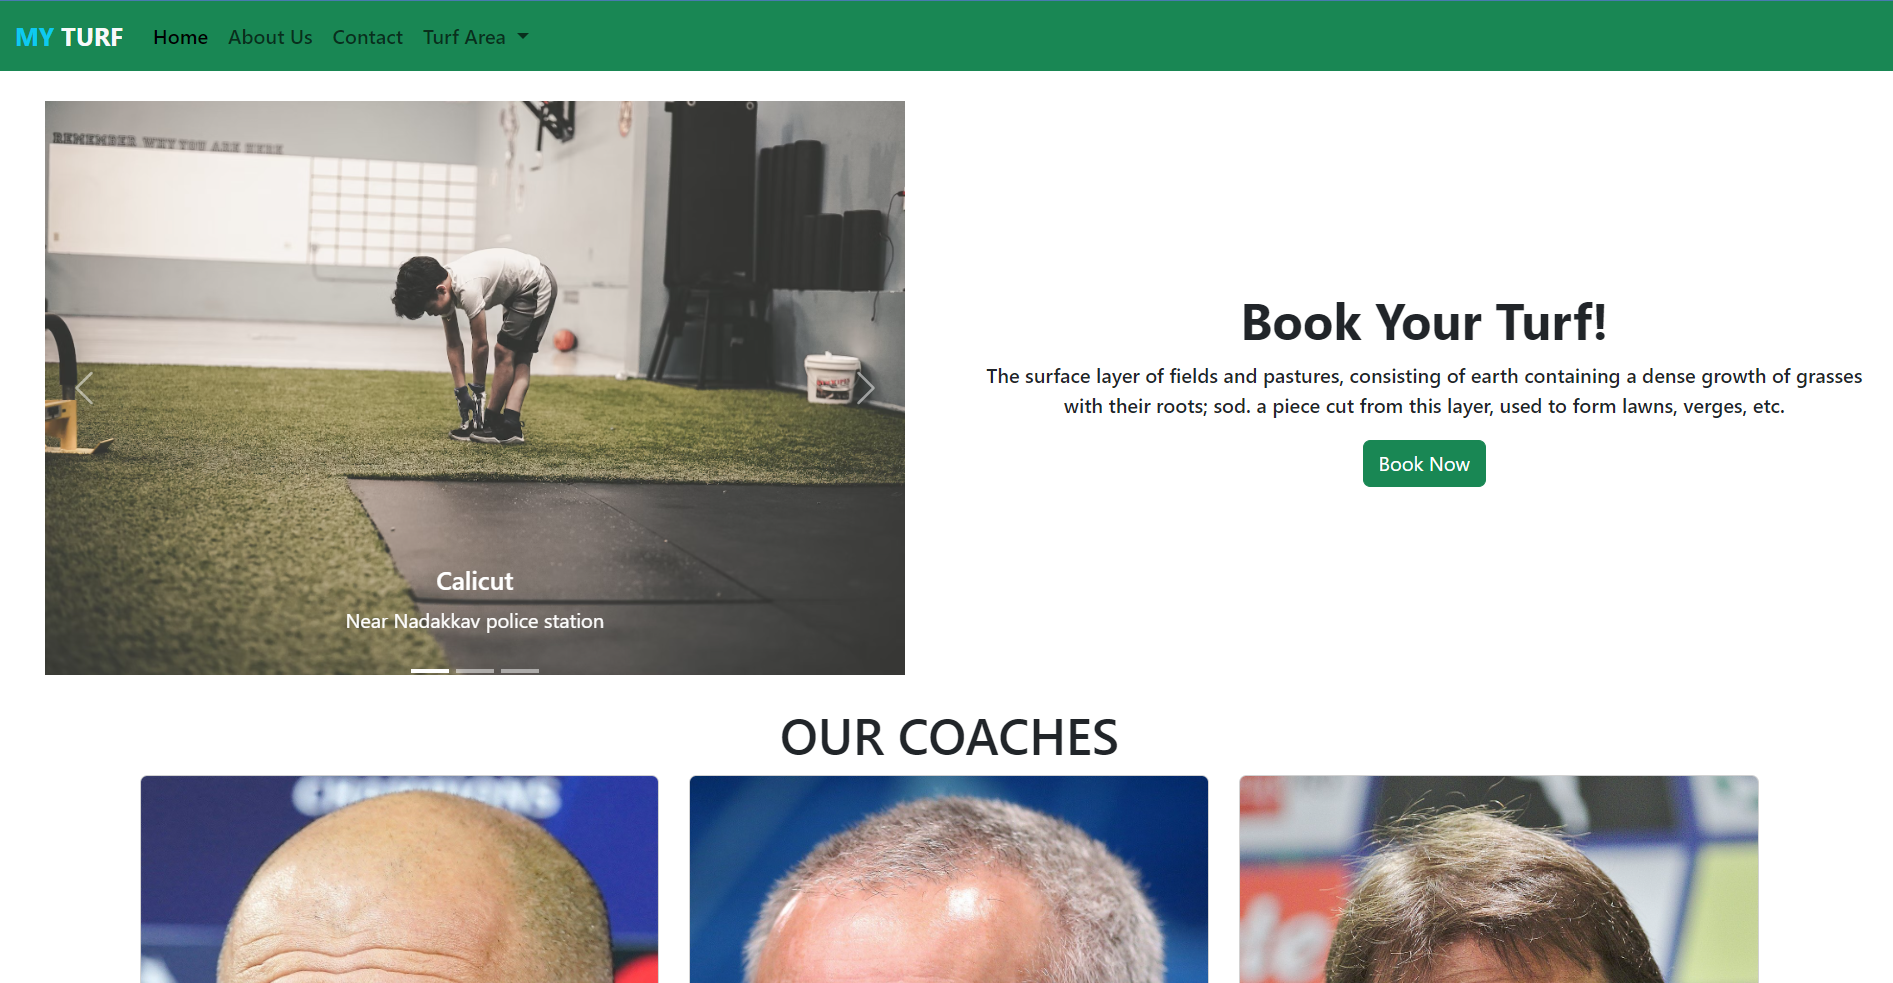 MY TURF
Home
About Us
Contact
Turf Area
REMEMBER WHY YOU ARE HERE
Book Your Turf!
The surface layer of fields and pastures, consisting of earth containing a dense growth of grasses
with their roots; sod. a piece cut from this layer, used to form lawns, verges, etc.
Book Now
Calicut
Near Nadakkav police station
OUR COACHES